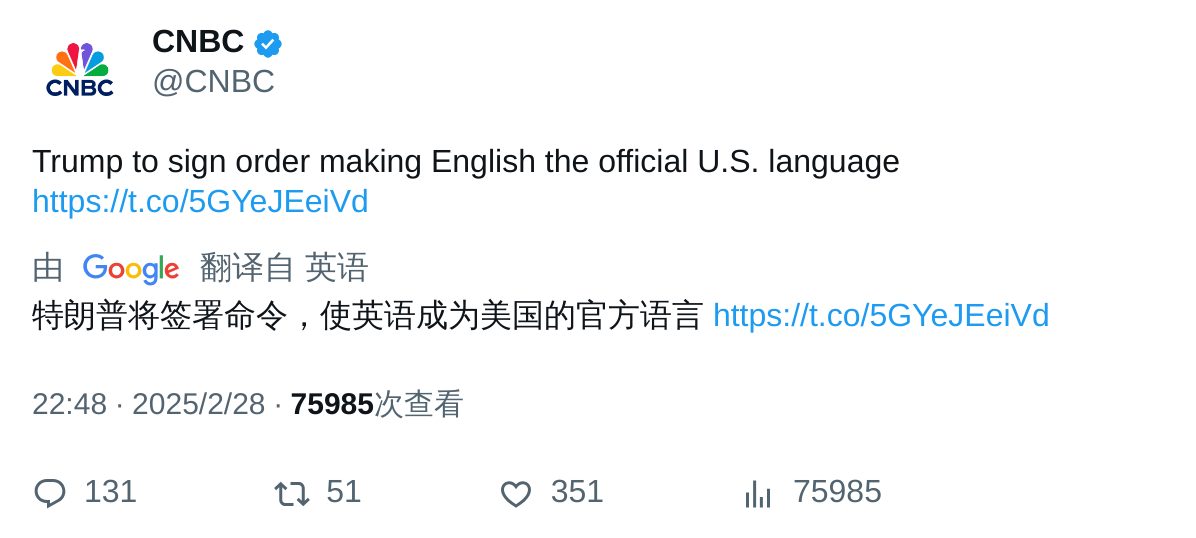 CNBC
CNBC
@CNBC
Trump to sign order making English the official U.S. language
https://t.co/5GYeJEeiVd
由 Google 翻译自 英语
特朗普将签署命令，使英语成为美国的官方语言 https://t.co/5GYeJEeiVd
22:48 · 2025/2/28 · 75985次查看
131 51 351 75985